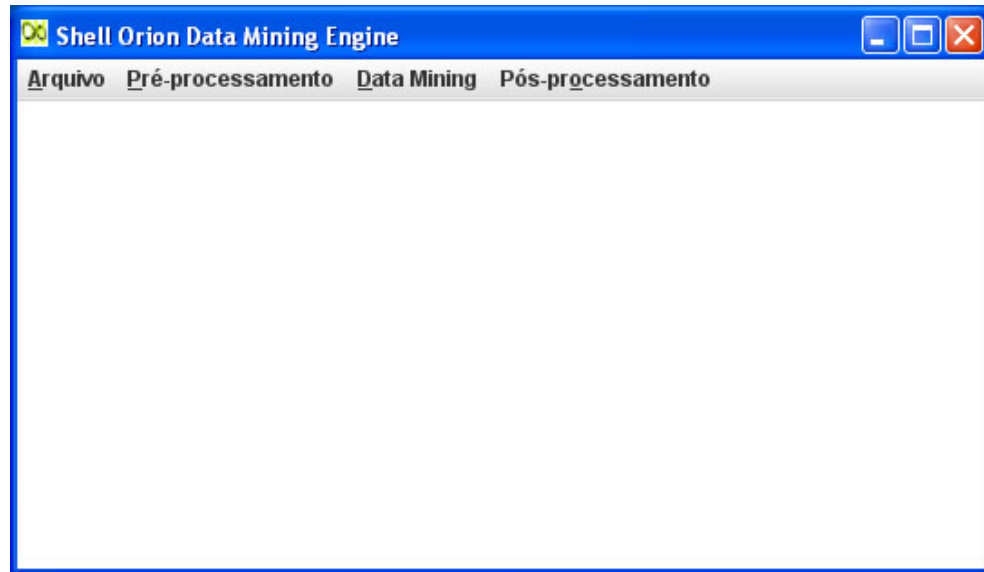 Shell Orion Data Mining Engine
Arquivo Pré-processamento Data Mining Pós-processamento